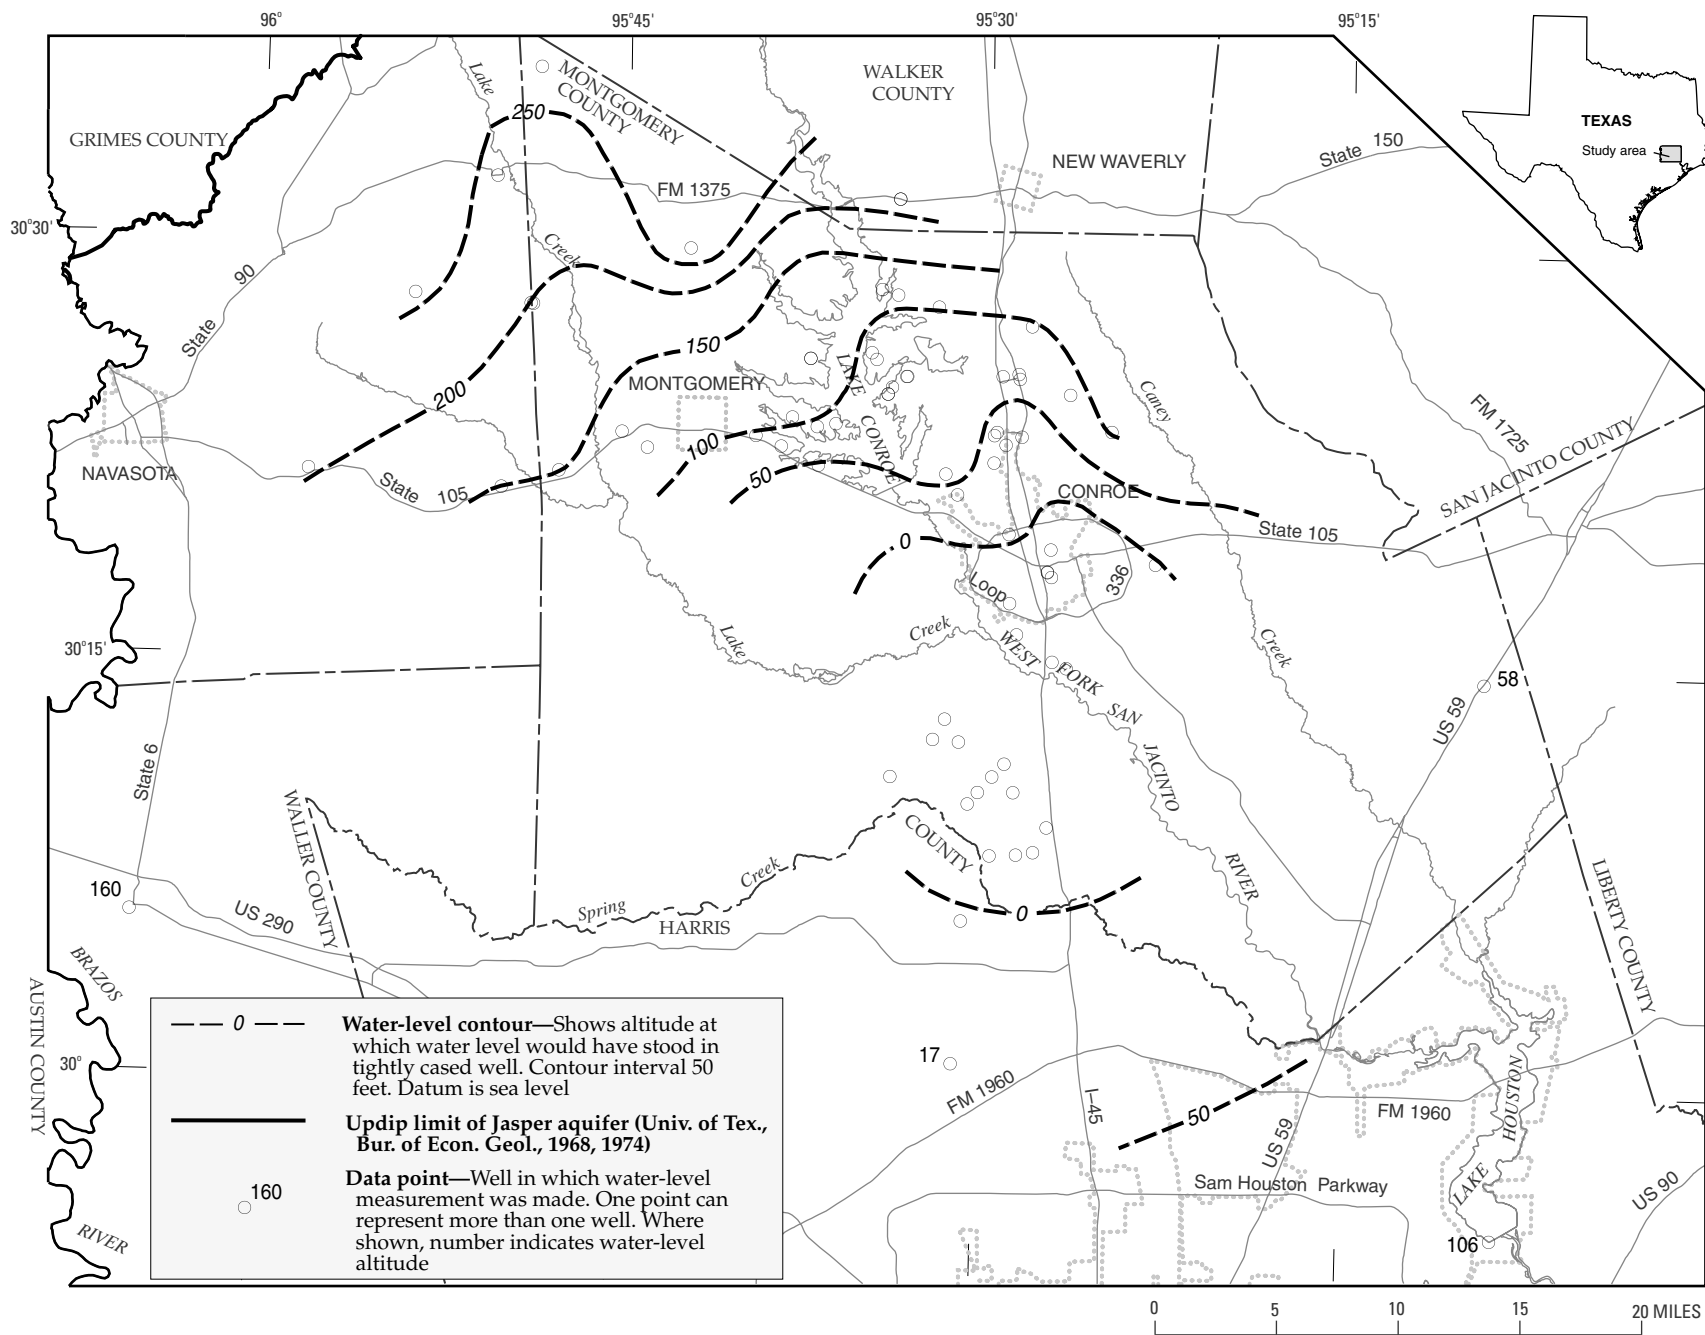 96°
95°45'
95°30'
95°15'
GRIMES COUNTY
Lake
MONTGOMERY
COUNTY
WALKER
COUNTY
TEXAS
Study area
250
NEW WAVERLY
State 150
FM 1375
30°30'
90
State
Creek
150
200
MONTGOMERY
LAKE
CONROE
Caney
FM 1725
SAN JACINTO COUNTY
100
50
NAVASOTA
State 105
CONROE
State 105
0
Loop
336
30°15'
Lake
Creek
Creek
WEST FORK SAN JACINTO RIVER
58
US 59
State 6
WALLER COUNTY
COUNTY
Creek
Spring
HARRIS
0
LIBERTY COUNTY
160
US 290
BRAZOS
AUSTIN COUNTY
30°
17
FM 1960
I–45
50
US 59
FM 1960
HOUSTON
LAKE
Sam Houston Parkway
US 90
106
RIVER
0
Water-level contour—Shows altitude at
which water level would have stood in
tightly cased well. Contour interval 50
feet. Datum is sea level
Updip limit of Jasper aquifer (Univ. of Tex.,
Bur. of Econ. Geol., 1968, 1974)
160
Data point—Well in which water-level
measurement was made. One point can
represent more than one well. Where
shown, number indicates water-level
altitude
0 5 10 15 20 MILES